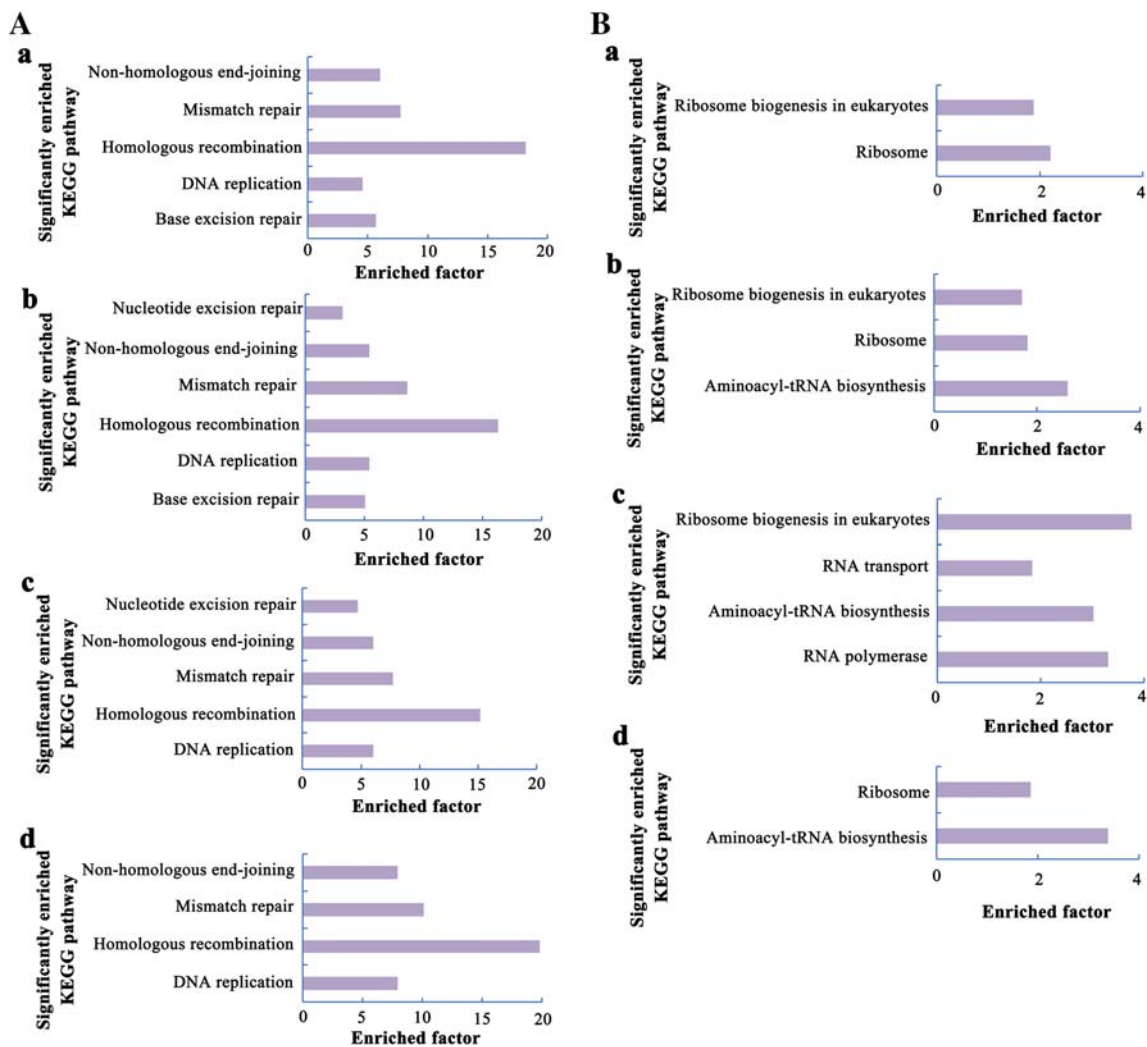 A
a
Significantly enriched
KEGG pathway
Non-homologous end-joining
Mismatch repair
Homologous recombination
DNA replication
Base excision repair
0 5 10 15 20
Enriched factor
b
Significantly enriched
KEGG pathway
Nucleotide excision repair
Non-homologous end-joining
Mismatch repair
Homologous recombination
DNA replication
Base excision repair
0 5 10 15 20
Enriched factor
c
Significantly enriched
KEGG pathway
Nucleotide excision repair
Non-homologous end-joining
Mismatch repair
Homologous recombination
DNA replication
0 5 10 15 20
Enriched factor
d
Significantly enriched
KEGG pathway
Non-homologous end-joining
Mismatch repair
Homologous recombination
DNA replication
0 5 10 15 20
Enriched factor
B
a
Significantly enriched
KEGG pathway
Ribosome biogenesis in eukaryotes
Ribosome
0 2 4
Enriched factor
b
Significantly enriched
KEGG pathway
Ribosome biogenesis in eukaryotes
Ribosome
Aminoacyl-tRNA biosynthesis
0 2 4
Enriched factor
c
Significantly enriched
KEGG pathway
Ribosome biogenesis in eukaryotes
RNA transport
Aminoacyl-tRNA biosynthesis
RNA polymerase
0 2 4
Enriched factor
d
Significantly enriched
KEGG pathway
Ribosome
Aminoacyl-tRNA biosynthesis
0 2 4
Enriched factor